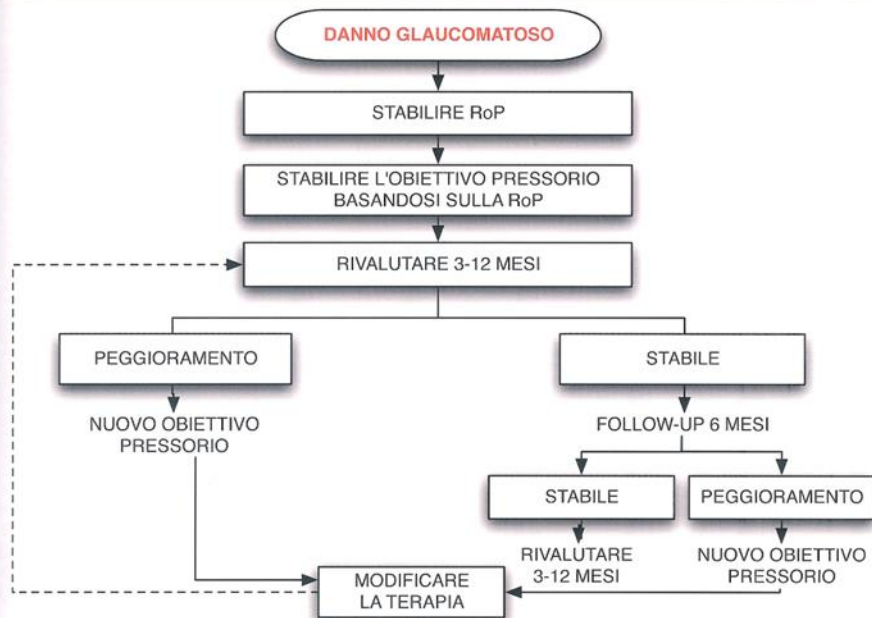 DANNO GLAUCOMATOSO
STABILIRE RoP
STABILIRE L'OBIETTIVO PRESSORIO
BASANDOSI SULLA RoP
RIVALUTARE 3-12 MESI
PEGGIORAMENTO
NUOVO OBIETTIVO
PRESSORIO
STABILE
FOLLOW-UP 6 MESI
STABILE
RIVALUTARE
3-12 MESI
PEGGIORAMENTO
NUOVO OBIETTIVO
PRESSORIO
MODIFICARE
LA TERAPIA